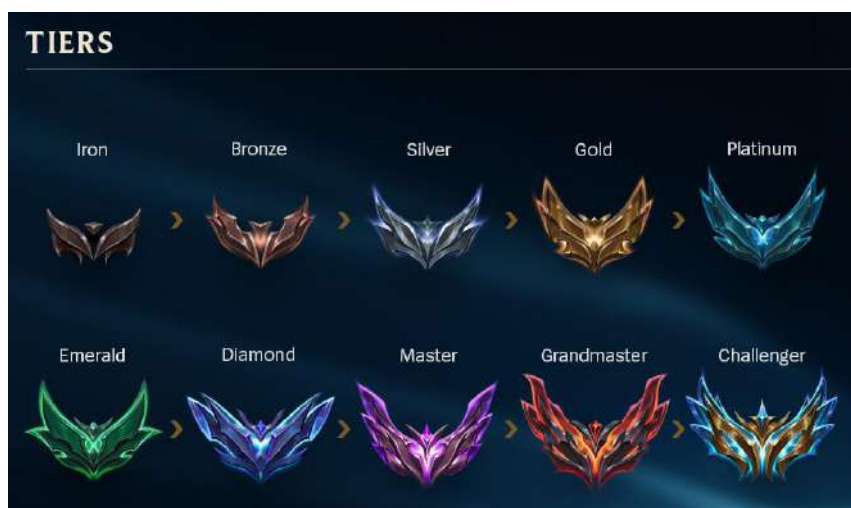 TIERS
Iron
Bronze
Silver
Gold
Platinum
Emerald
Diamond
Master
Grandmaster
Challenger